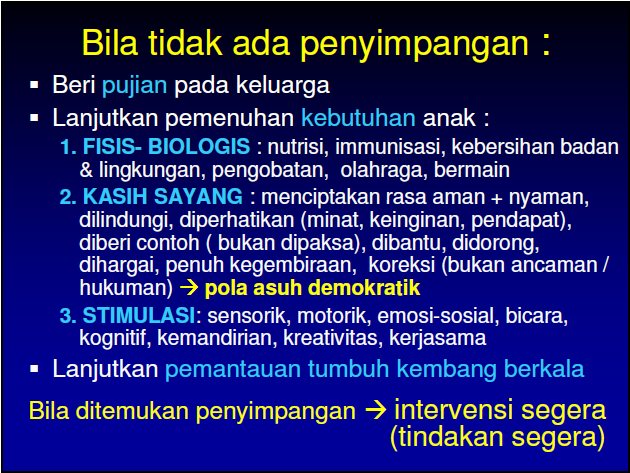 Bila tidak ada penyimpangan :
▪ Beri pujian pada keluarga
▪ Lanjutkan pemenuhan kebutuhan anak :
1. FISIS- BIOLOGIS : nutrisi, immunisasi, kebersihan badan
& lingkungan, pengobatan, olahraga, bermain
2. KASIH SAYANG : menciptakan rasa aman + nyaman,
dilindungi, diperhatikan (minat, keinginan, pendapat),
diberi contoh ( bukan dipaksa), dibantu, didorong,
dihargai, penuh kegembiraan, koreksi (bukan ancaman /
hukuman) → pola asuh demokratik
3. STIMULASI: sensorik, motorik, emosi-sosial, bicara,
kognitif, kemandirian, kreativitas, kerjasama
▪ Lanjutkan pemantauan tumbuh kembang berkala
Bila ditemukan penyimpangan → intervensi segera
(tindakan segera)